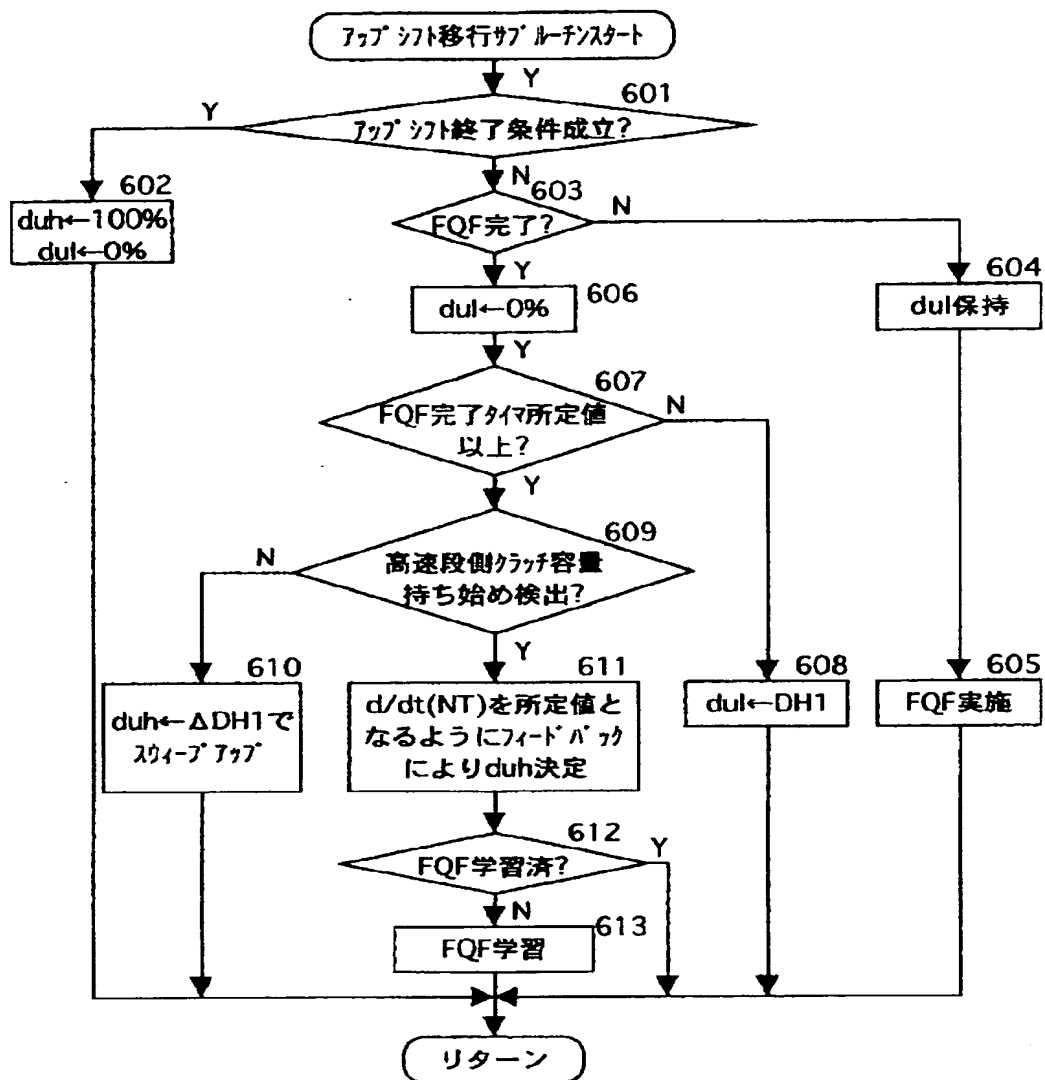 アップシフト移行サブルーチンスタート
Y
601
Y
アップシフト終了条件成立?
N
602
duh←100%
dul←0%
603
FQF完了?
N
Y
604
dul保持
606
dul←0%
Y
607
FQF完了タイマ所定値
以上?
N
Y
609
高速段側クラッチ容量
持ち始め検出?
N
Y
610
duh←ΔDH1で
スウィープアップ
611
d/dt(NT)を所定値と
なるようにフィードバック
によりduh決定
608
dul←DH1
605
FQF実施
612
FQF学習済?
Y
N
613
FQF学習
リターン